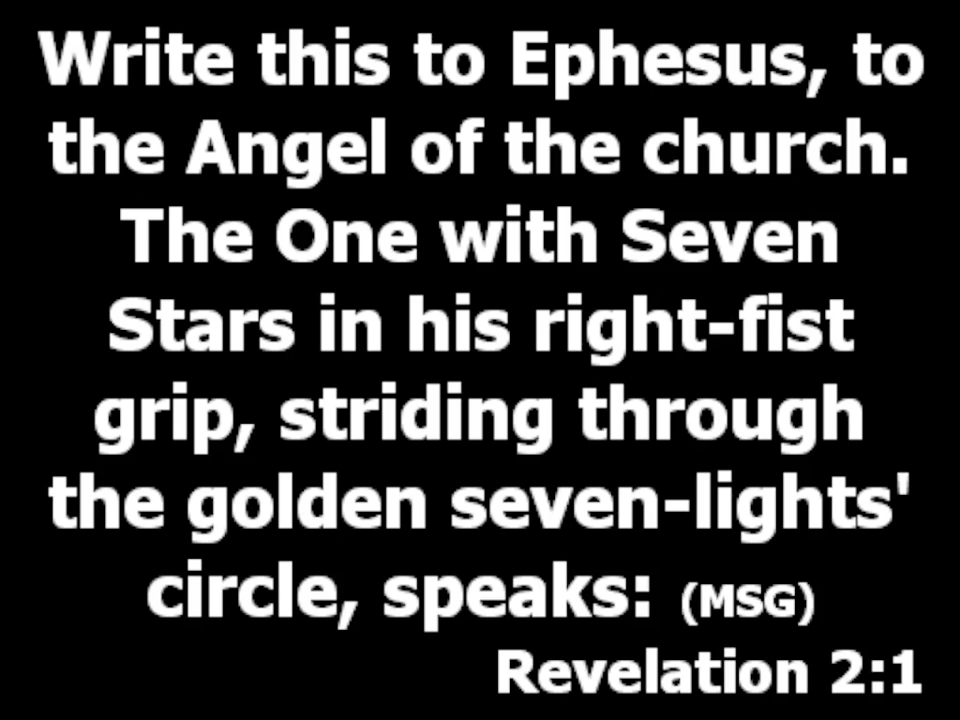 Write this to Ephesus, to
the Angel of the church.
The One with Seven
Stars in his right-fist
grip, striding through
the golden seven-lights'
circle, speaks: (MSG)
Revelation 2:1